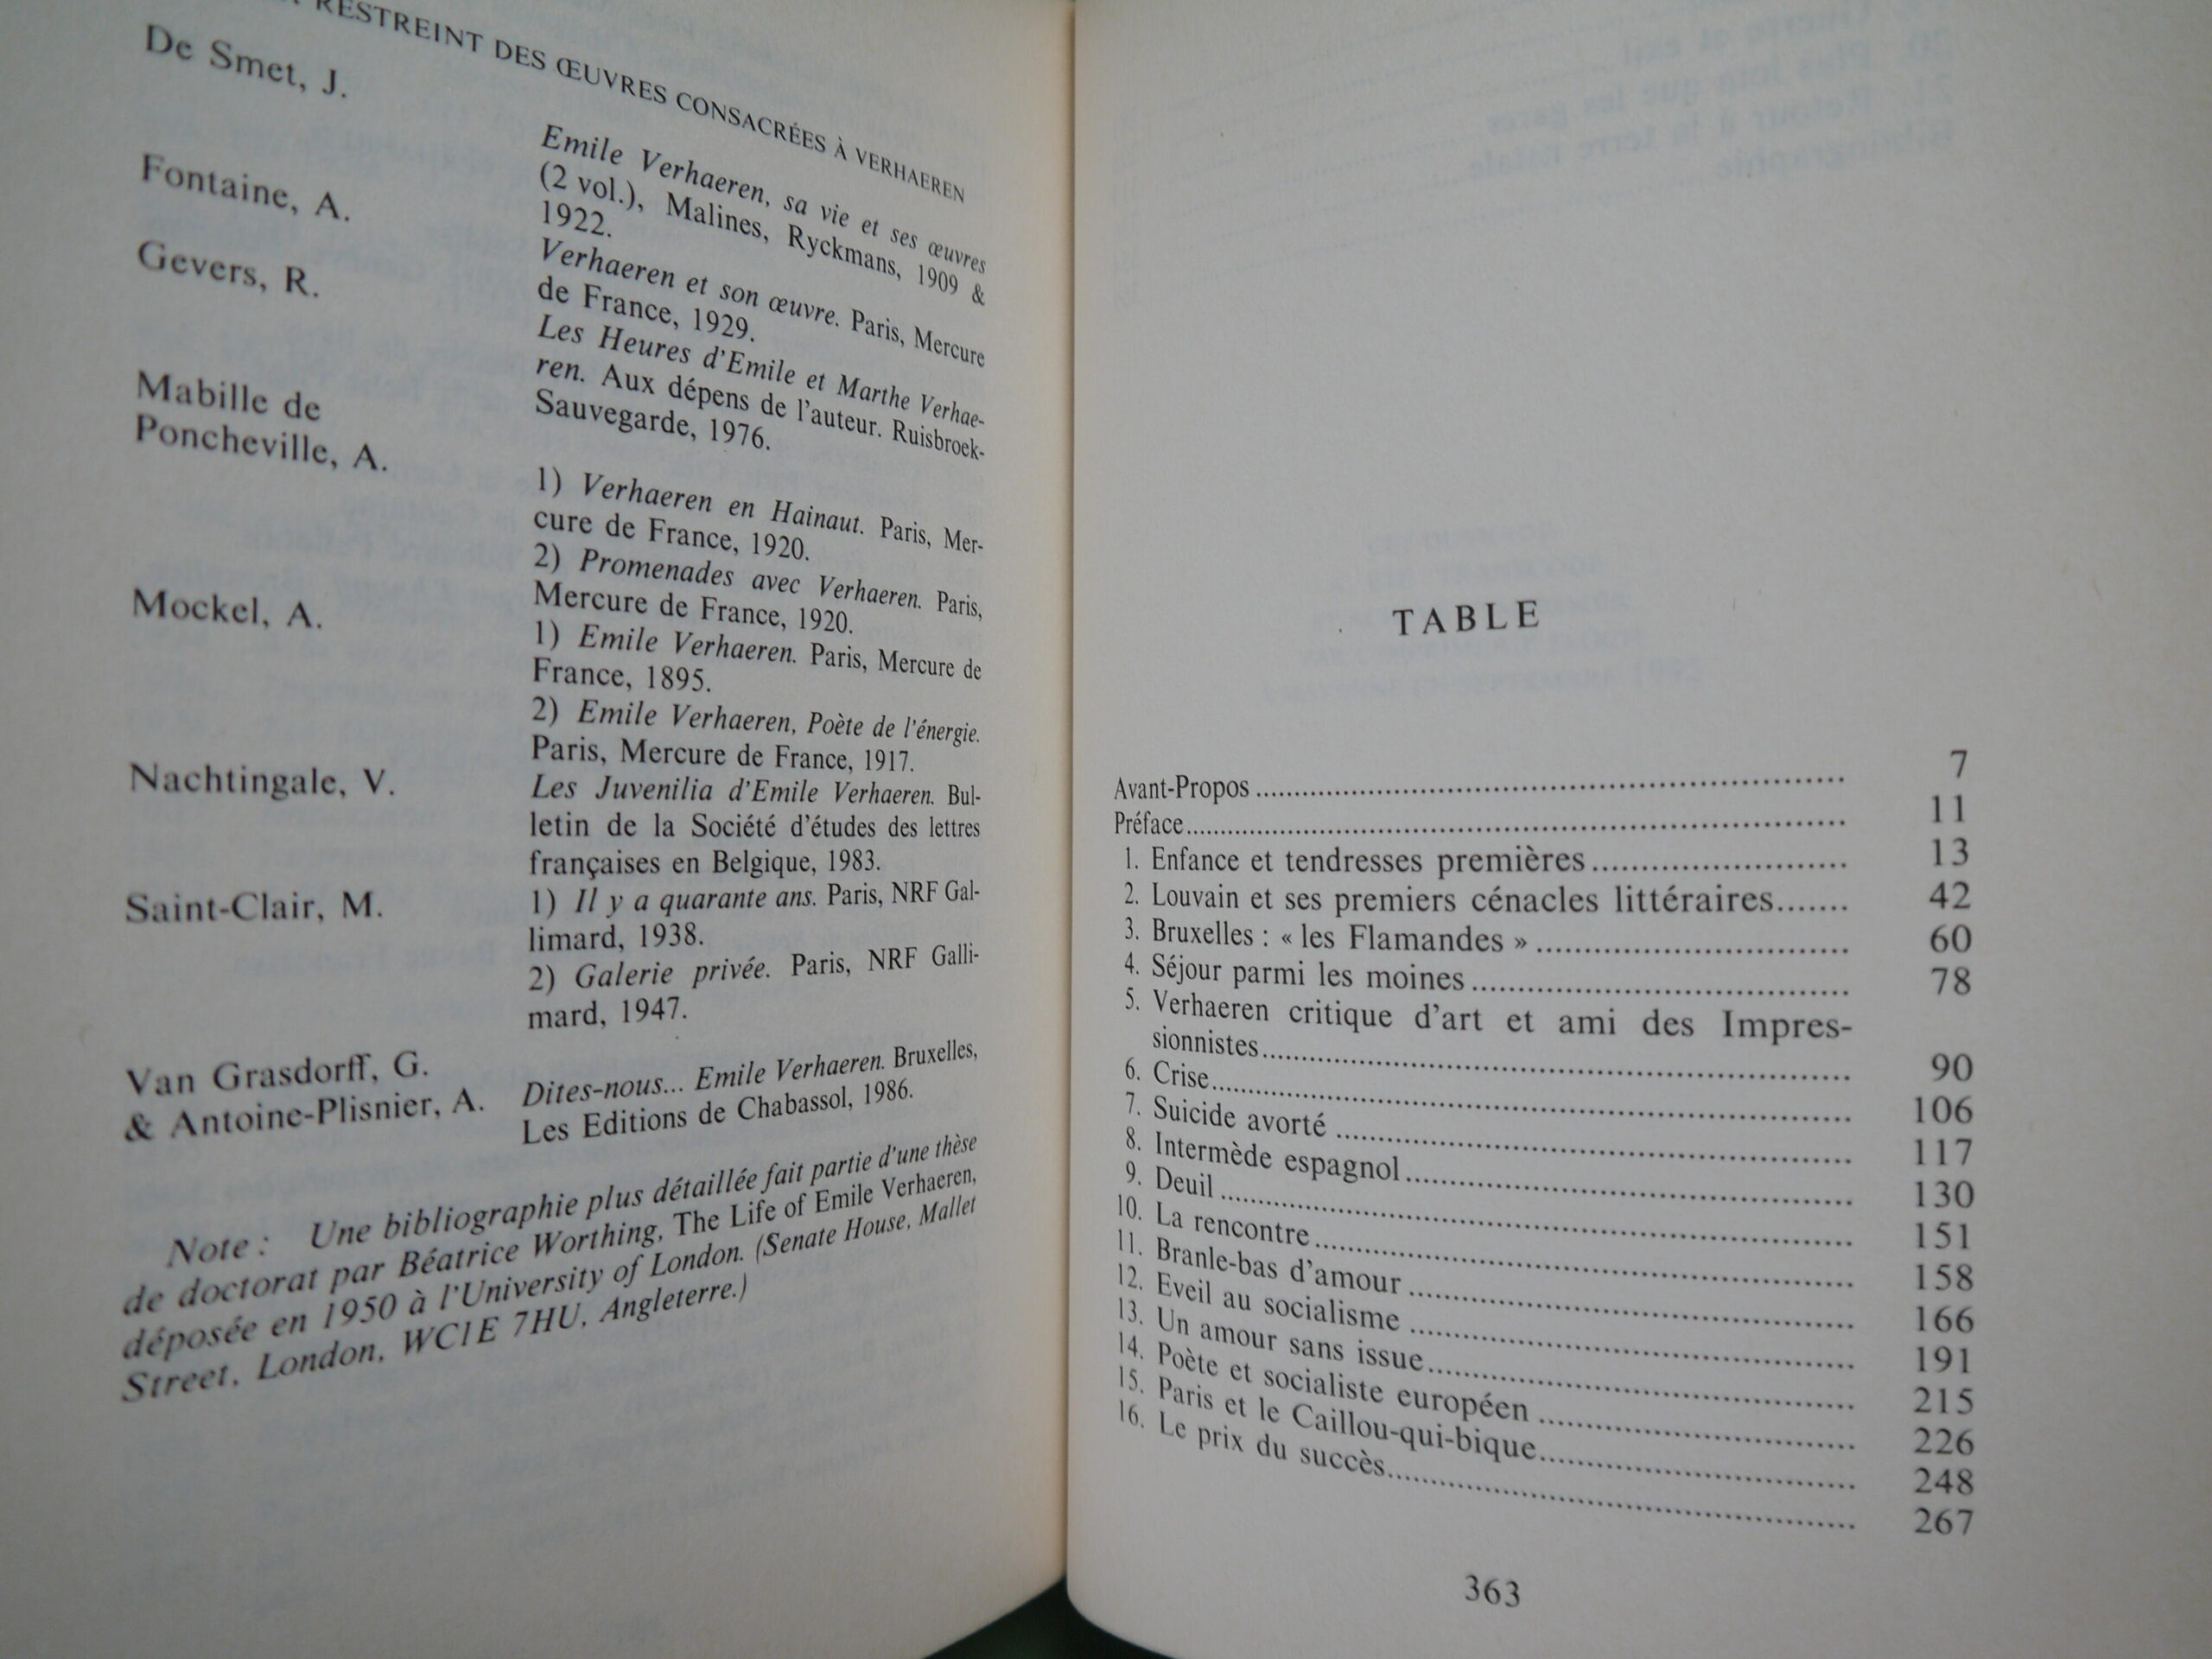 RESTREINT DES ŒUVRES CONSACRÉES À VERHAEREN
De Smet, J.
Emile Verhaeren, sa vie et ses œuvres
(2 vol.), Malines, Ryckmans, 1909 &
1922.
Fontaine, A.
Verhaeren et son œuvre. Paris, Mercure
de France, 1929.
Gevers, R.
Les Heures d'Emile et Marthe Verhae-
ren. Aux dépens de l'auteur. Ruisbroek-
Sauvegarde, 1976.
Mabille de
Poncheville, A.
1) Verhaeren en Hainaut. Paris, Mer-
cure de France, 1920.
2) Promenades avec Verhaeren. Paris,
Mercure de France, 1920.
Mockel, A.
1) Emile Verhaeren. Paris, Mercure de
France, 1895.
2) Emile Verhaeren, Poète de l'énergie.
Paris, Mercure de France, 1917.
Nachtingale, V.
Les Juvenilia d'Emile Verhaeren. Bul-
letin de la Société d'études des lettres
françaises en Belgique, 1983.
Saint-Clair, M.
1) Il y a quarante ans. Paris, NRF Gal-
limard, 1938.
2) Galerie privée. Paris, NRF Galli-
mard, 1947.
Van Grasdorff, G.
& Antoine-Plisnier, A.
Dites-nous... Emile Verhaeren. Bruxelles,
Les Editions de Chabassol, 1986.
Note : Une bibliographie plus détaillée fait partie d'une thèse
de doctorat par Béatrice Worthing, The Life of Emile Verhaeren,
déposée en 1950 à l'University of London. (Senate House, Mallet
Street, London, WC1E 7HU, Angleterre.)
TABLE
Avant-Propos ........ 7
Préface ........ 11
1. Enfance et tendresses premières ........ 13
2. Louvain et ses premiers cénacles littéraires ....... 42
3. Bruxelles : « les Flamandes » ........ 60
4. Séjour parmi les moines ........ 78
5. Verhaeren critique d'art et ami des Impres-
sionnistes ........ 90
6. Crise ........ 106
7. Suicide avorté ........ 117
8. Intermède espagnol ........ 130
9. Deuil ........ 151
10. La rencontre ........ 158
11. Branle-bas d'amour ........ 166
12. Eveil au socialisme ........ 191
13. Un amour sans issue ........ 215
14. Poète et socialiste européen ........ 226
15. Paris et le Caillou-qui-bique ........ 248
16. Le prix du succès ........ 267
363